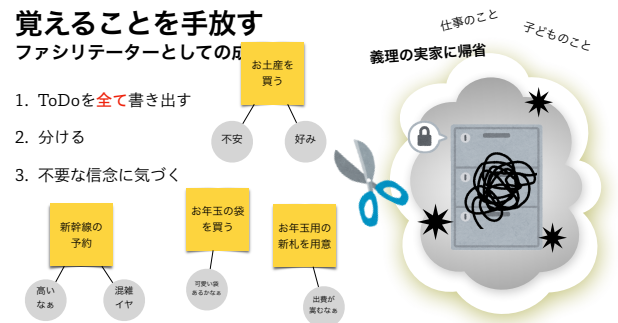 覚えることを手放す
ファシリテーターとしての成
1. ToDoを全て書き出す
2. 分ける
3. 不要な信念に気づく
お土産を
買う
不安
好み
新幹線の
予約
高い
なぁ
混雑
イヤ
お年玉の袋
を買う
可愛い袋
あるかなぁ
お年玉用の
新札を用意
出費が
嵩むなぁ
仕事のこと
子どものこと
義理の実家に帰省